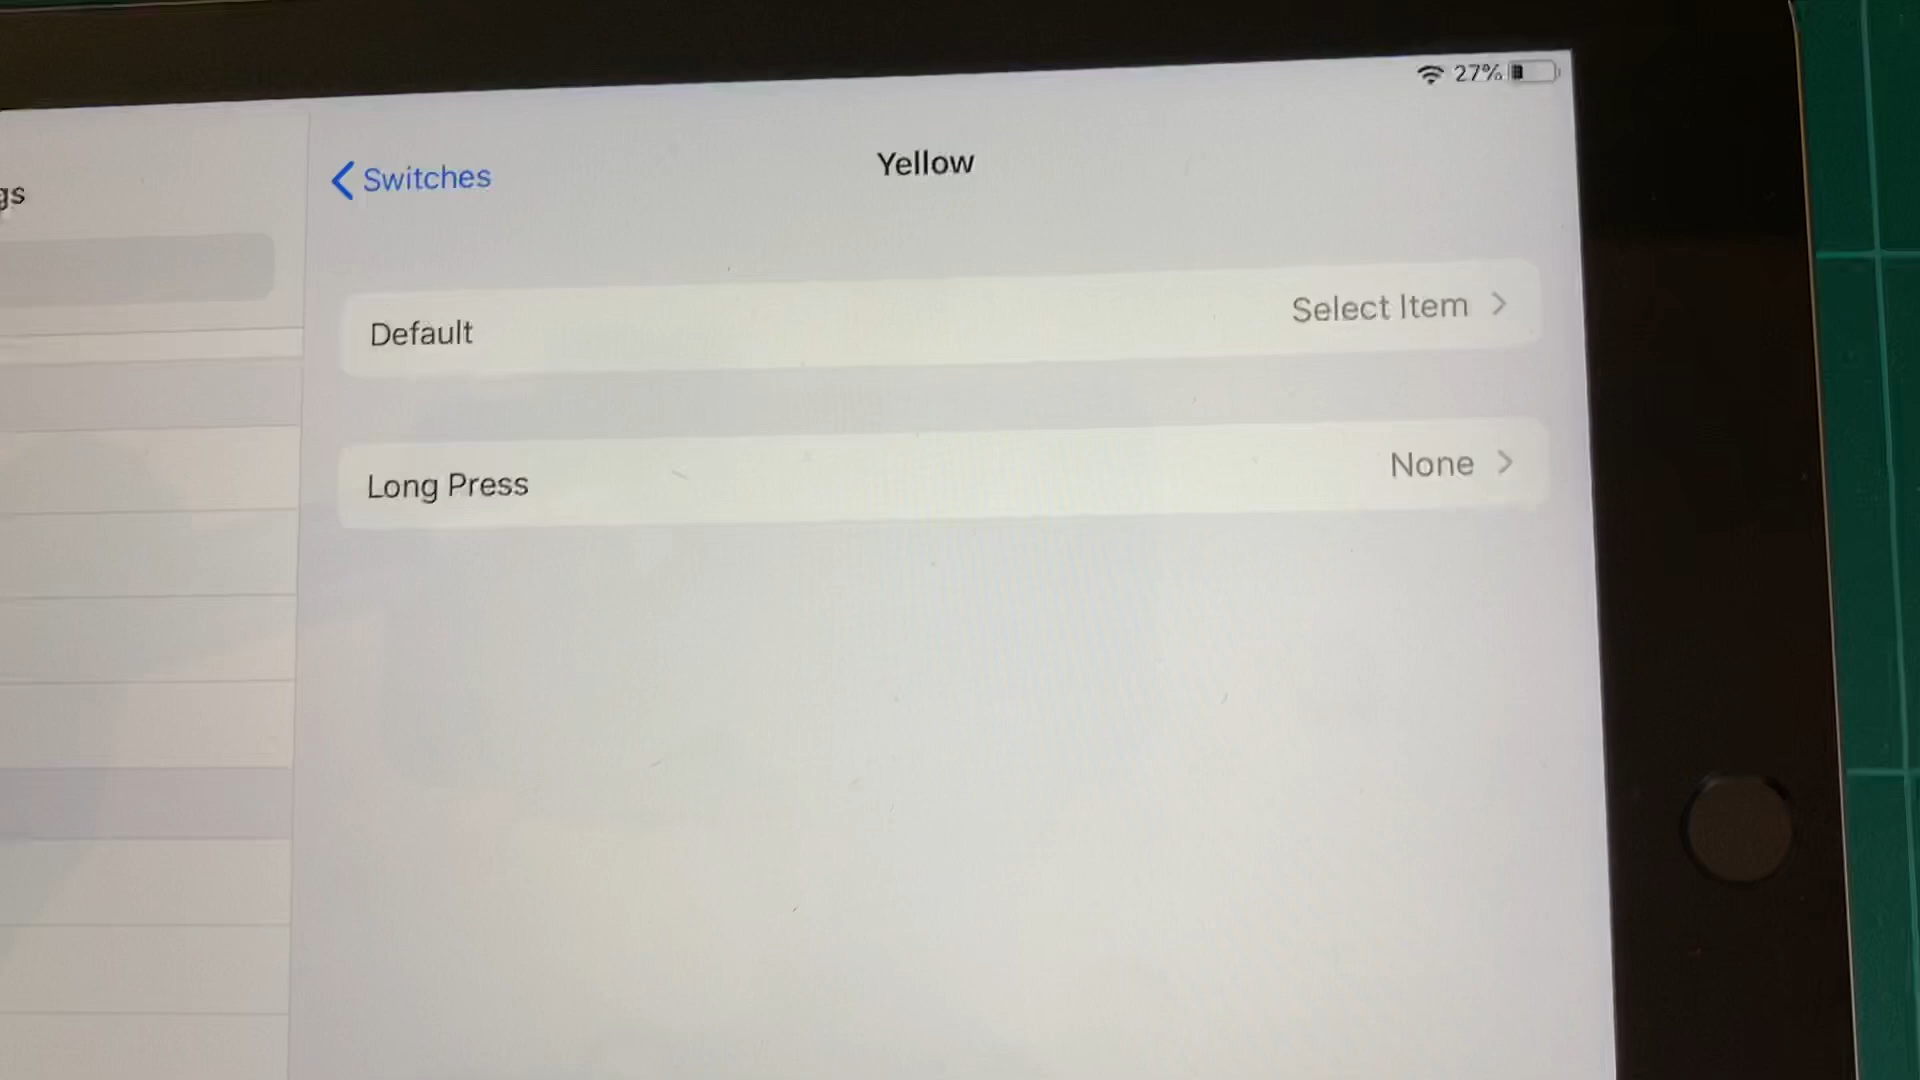 27%
gs
Switches
Yellow
Default Select Item
Long Press None